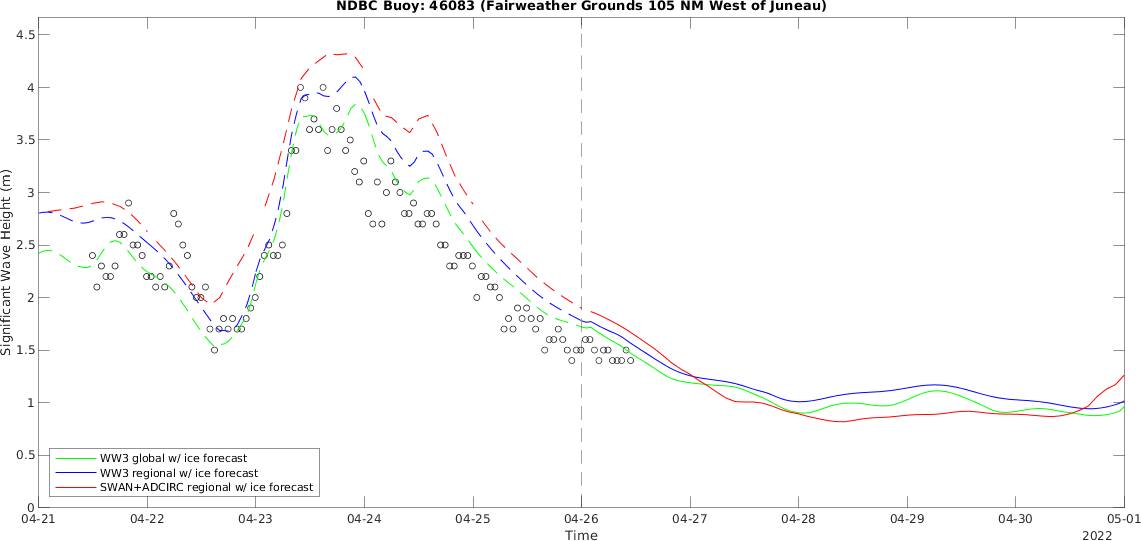 NDBC Buoy: 46083 (Fairweather Grounds 105 NM West of Juneau)
4.5
4
3.5
3
2.5
2
1.5
1
0.5
0
Significant Wave Height (m)
WW3 global w/ ice forecast
WW3 regional w/ ice forecast
SWAN+ADCIRC regional w/ ice forecast
04-21 04-22 04-23 04-24 04-25 04-26 04-27 04-28 04-29 04-30 05-01
Time
2022